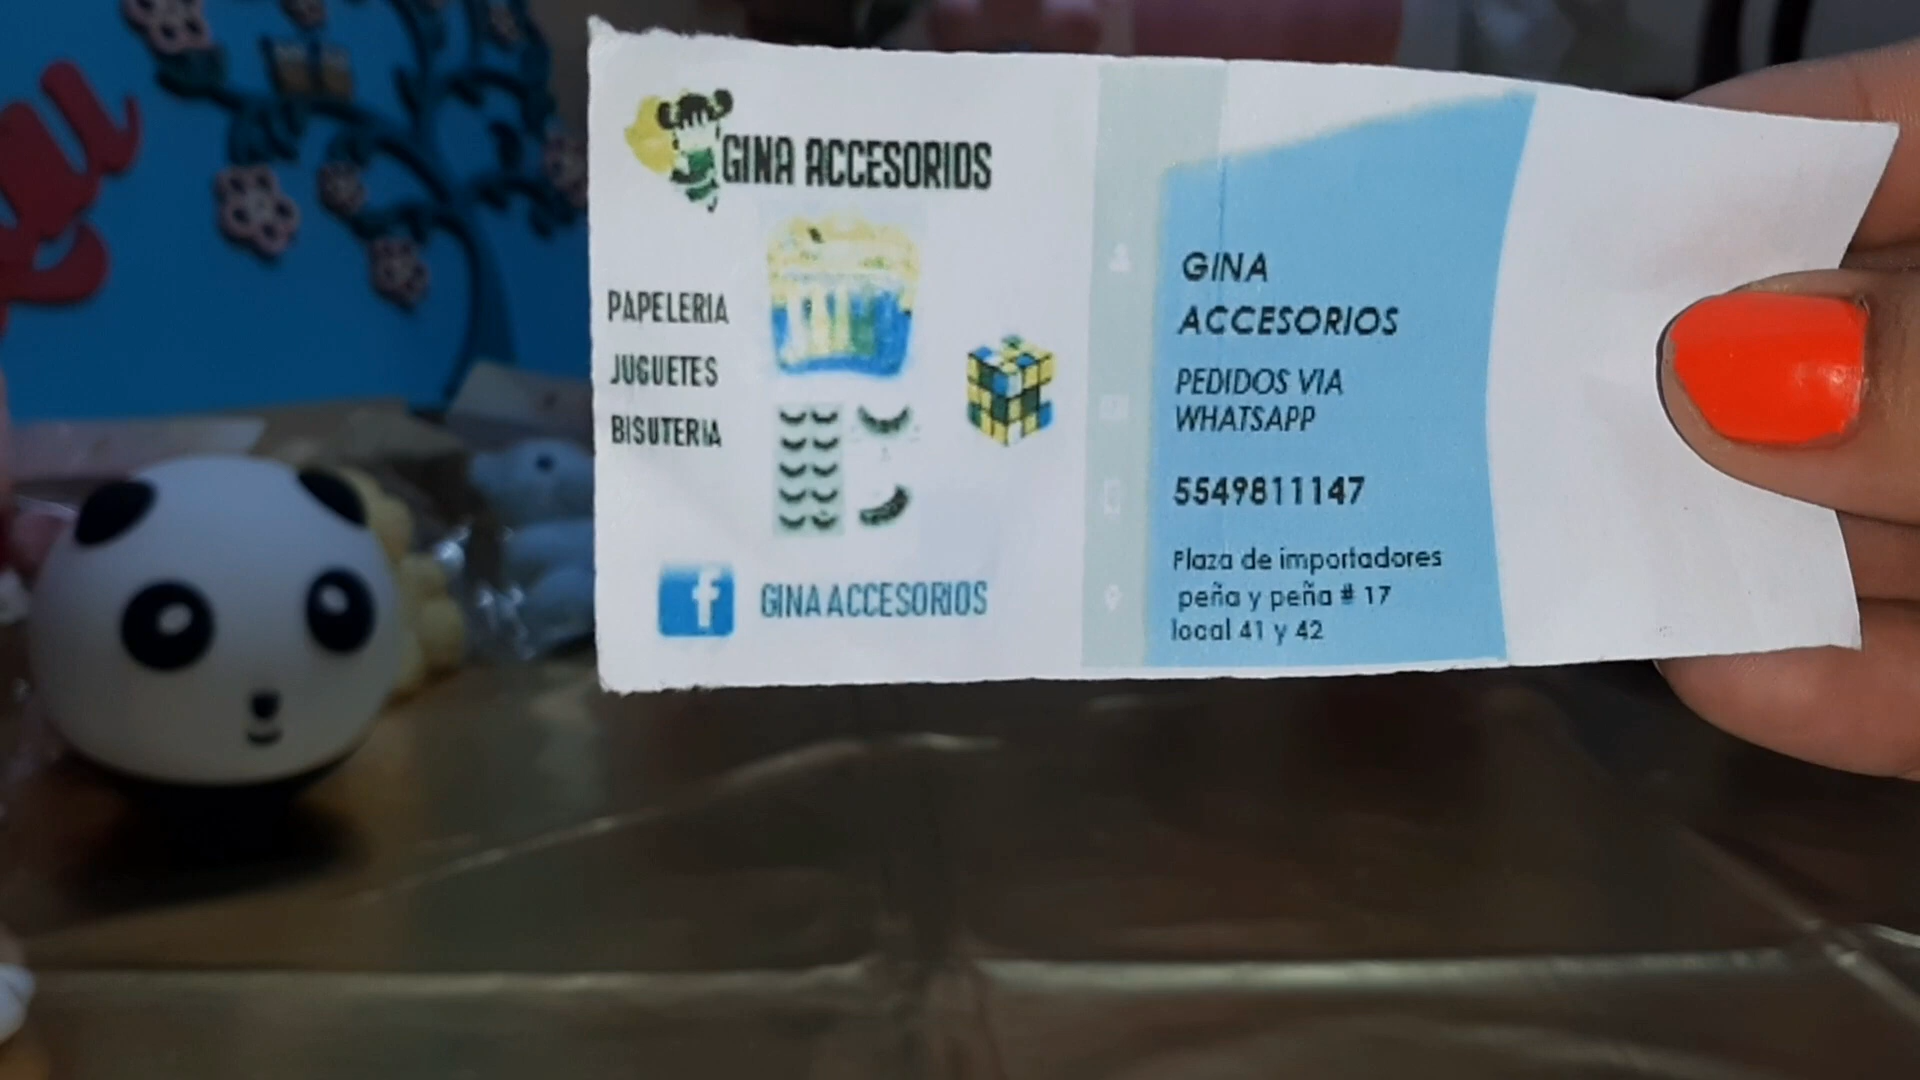 GINA ACCESORIOS
PAPELERIA
JUGUETES
BISUTERIA
GINA ACCESORIOS
GINA
ACCESORIOS
PEDIDOS VIA
WHATSAPP
5549811147
Plaza de importadores
peña y peña # 17
local 41 y 42